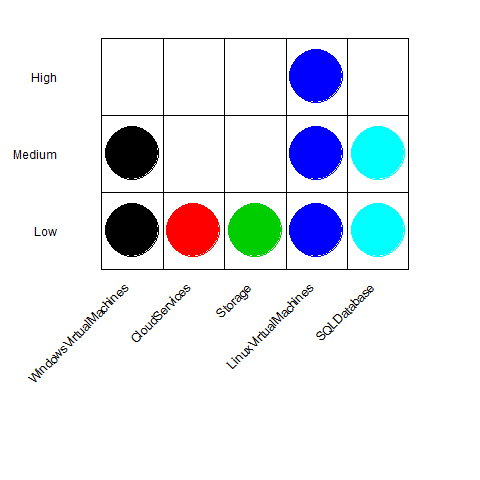 High
Medium
Low
WindowsVirtualMachines
CloudServices
Storage
LinuxVirtualMachines
SQLDatabase